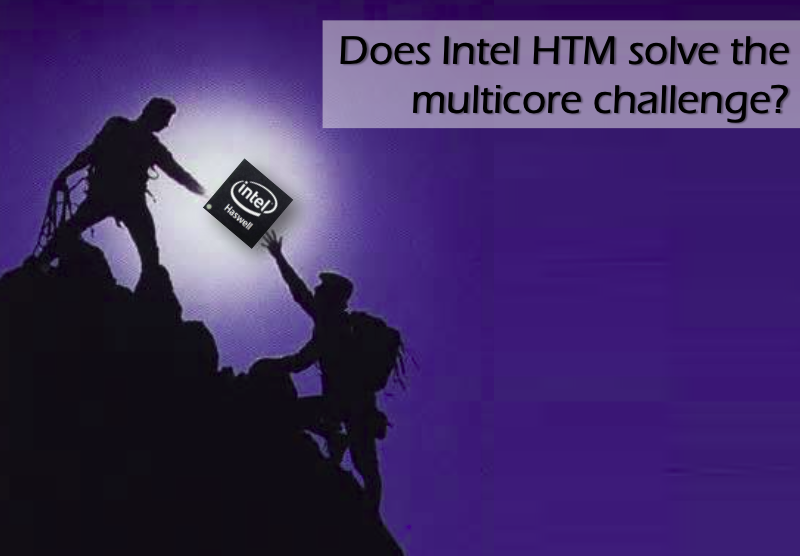 Does Intel HTM solve the
multicore challenge?
intel
Haswell